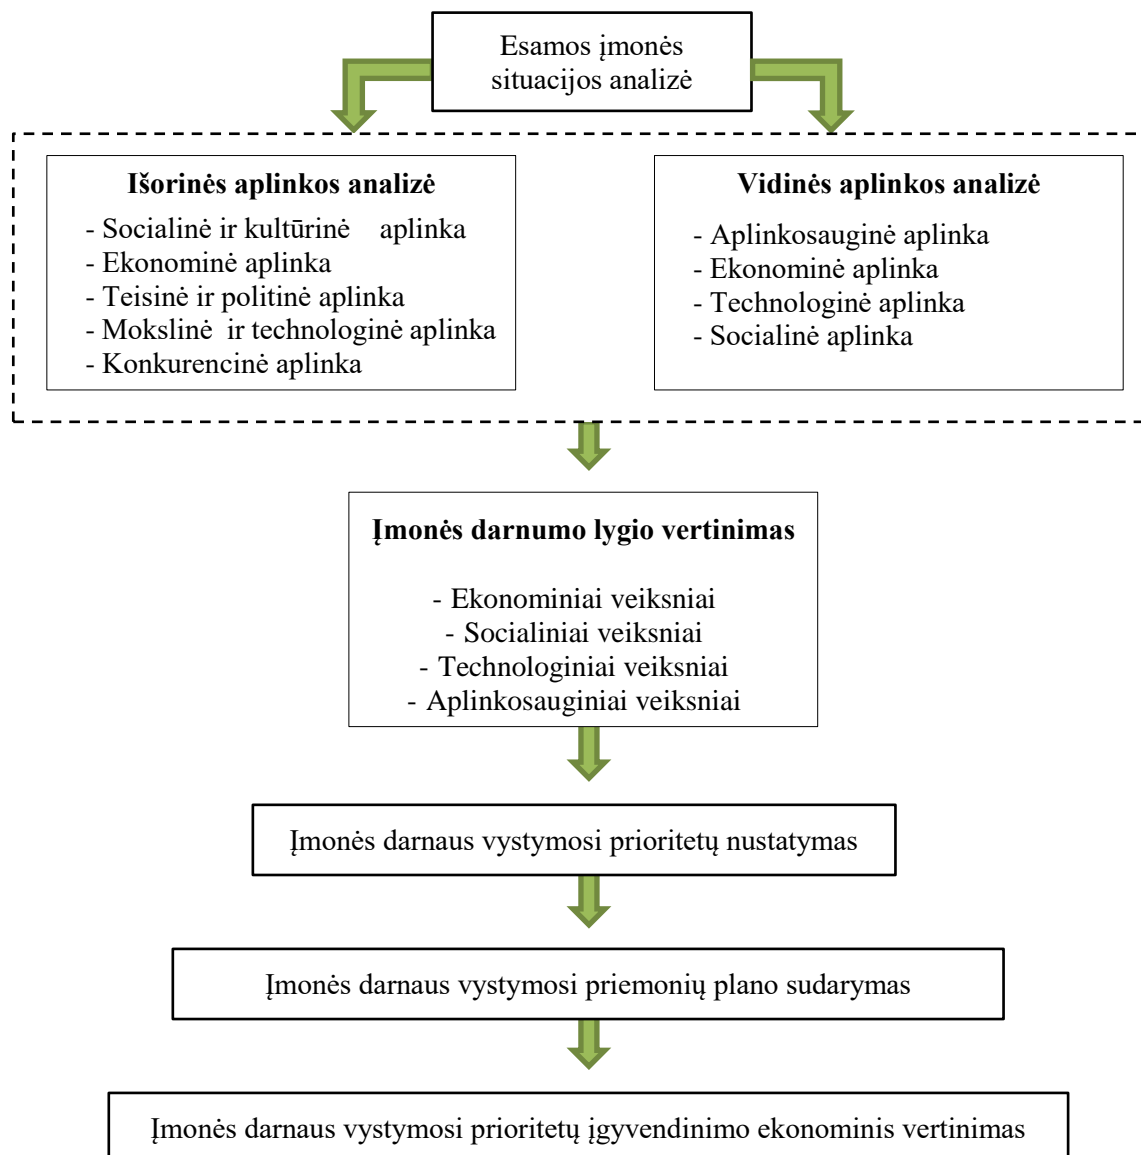 Esamos įmonės
situacijos analizė
Išorinės aplinkos analizė
- Socialinė ir kultūrinė aplinka
- Ekonominė aplinka
- Teisinė ir politinė aplinka
- Mokslinė ir technologinė aplinka
- Konkurencinė aplinka
Vidinės aplinkos analizė
- Aplinkosauginė aplinka
- Ekonominė aplinka
- Technologinė aplinka
- Socialinė aplinka
Įmonės darnumo lygio vertinimas
- Ekonominiai veiksniai
- Socialiniai veiksniai
- Technologiniai veiksniai
- Aplinkosauginiai veiksniai
Įmonės darnaus vystymosi prioritetų nustatymas
Įmonės darnaus vystymosi priemonių plano sudarymas
Įmonės darnaus vystymosi prioritetų įgyvendinimo ekonominis vertinimas